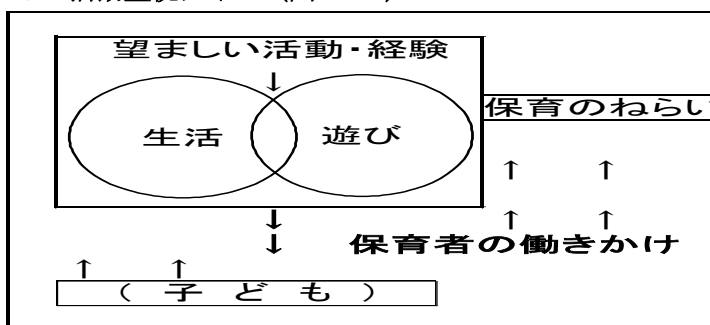 望ましい活動・経験
↓
生活 遊び
保育のねらい
↑ ↑
↓ ↑ ↑
↓ 保育者の働きかけ
↑ ↑
（ 子 ど も ）